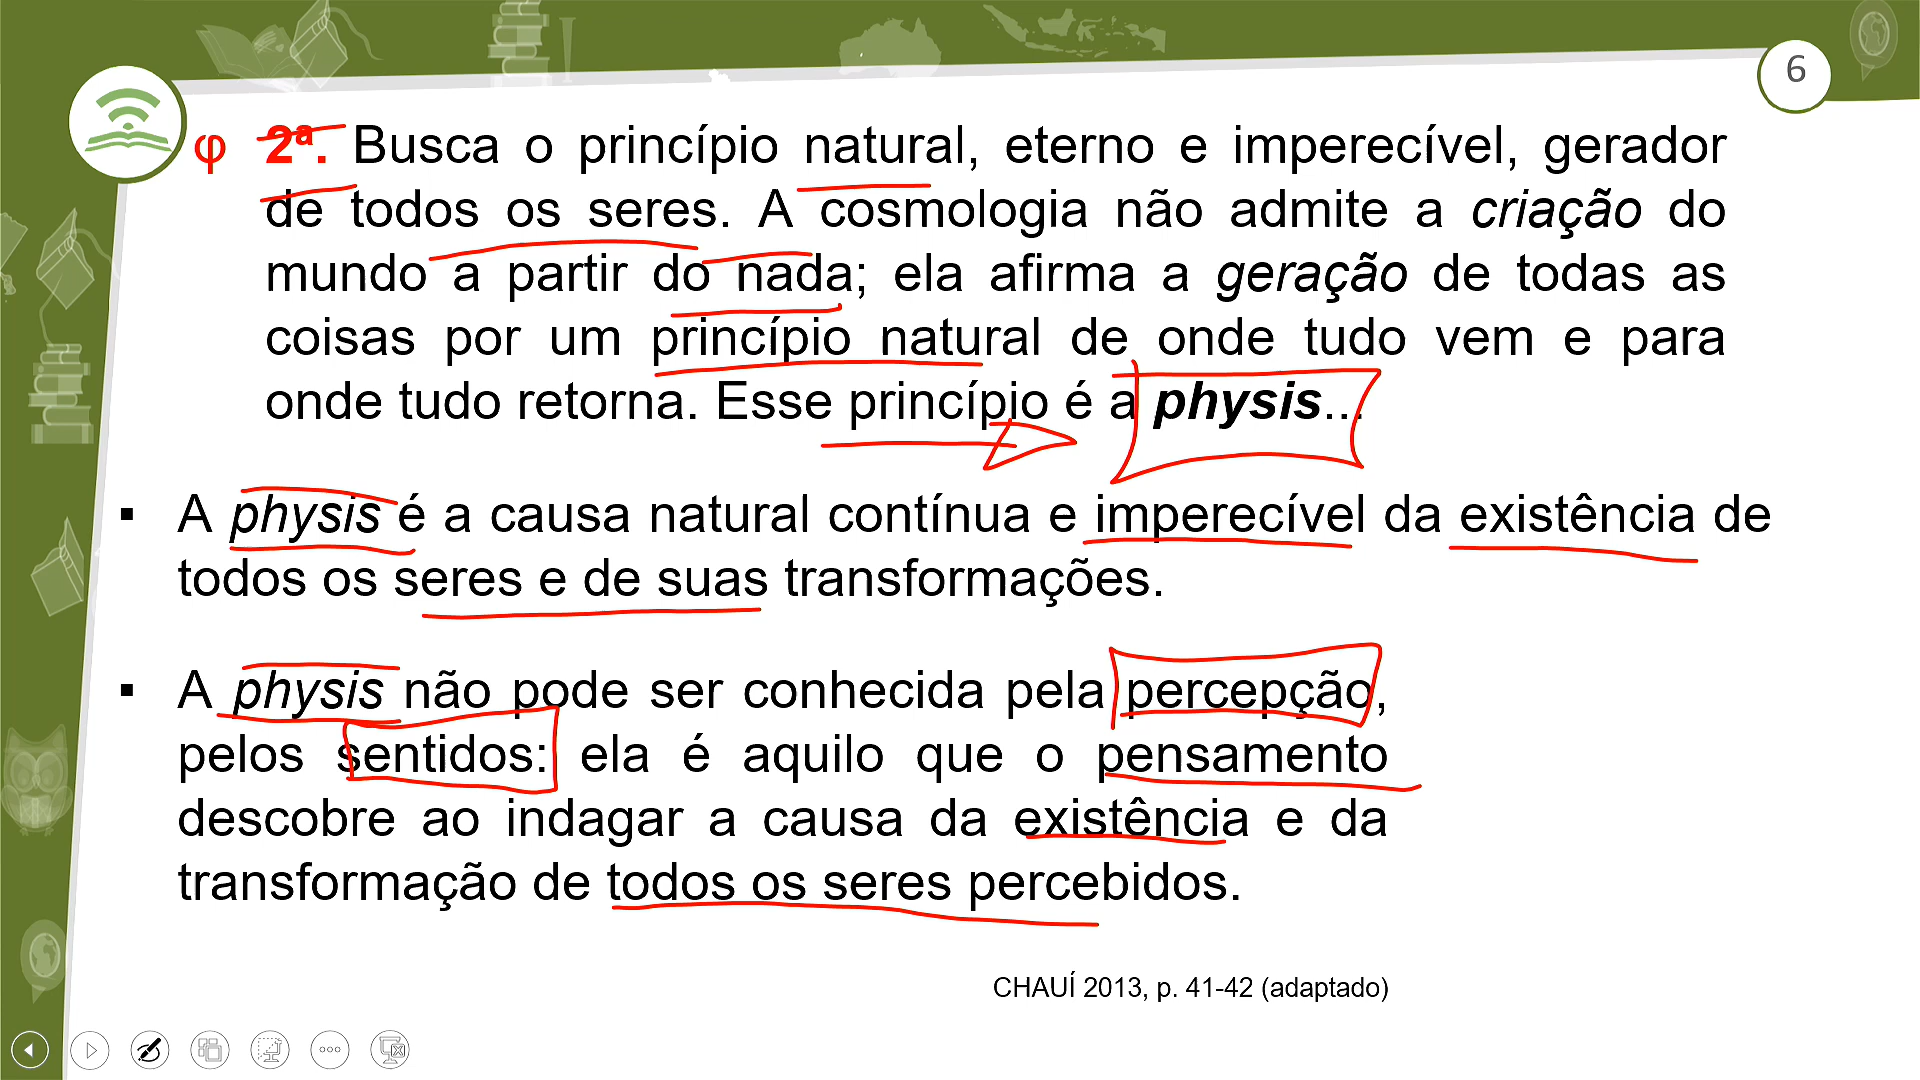 6
φ 2ª. Busca o princípio natural, eterno e imperecível, gerador
de todos os seres. A cosmologia não admite a criação do
mundo a partir do nada; ela afirma a geração de todas as
coisas por um princípio natural de onde tudo vem e para
onde tudo retorna. Esse princípio é a physis...
▪ A physis é a causa natural contínua e imperecível da existência de
todos os seres e de suas transformações.
▪ A physis não pode ser conhecida pela percepção,
pelos sentidos: ela é aquilo que o pensamento
descobre ao indagar a causa da existência e da
transformação de todos os seres percebidos.
CHAUÍ 2013, p. 41-42 (adaptado)